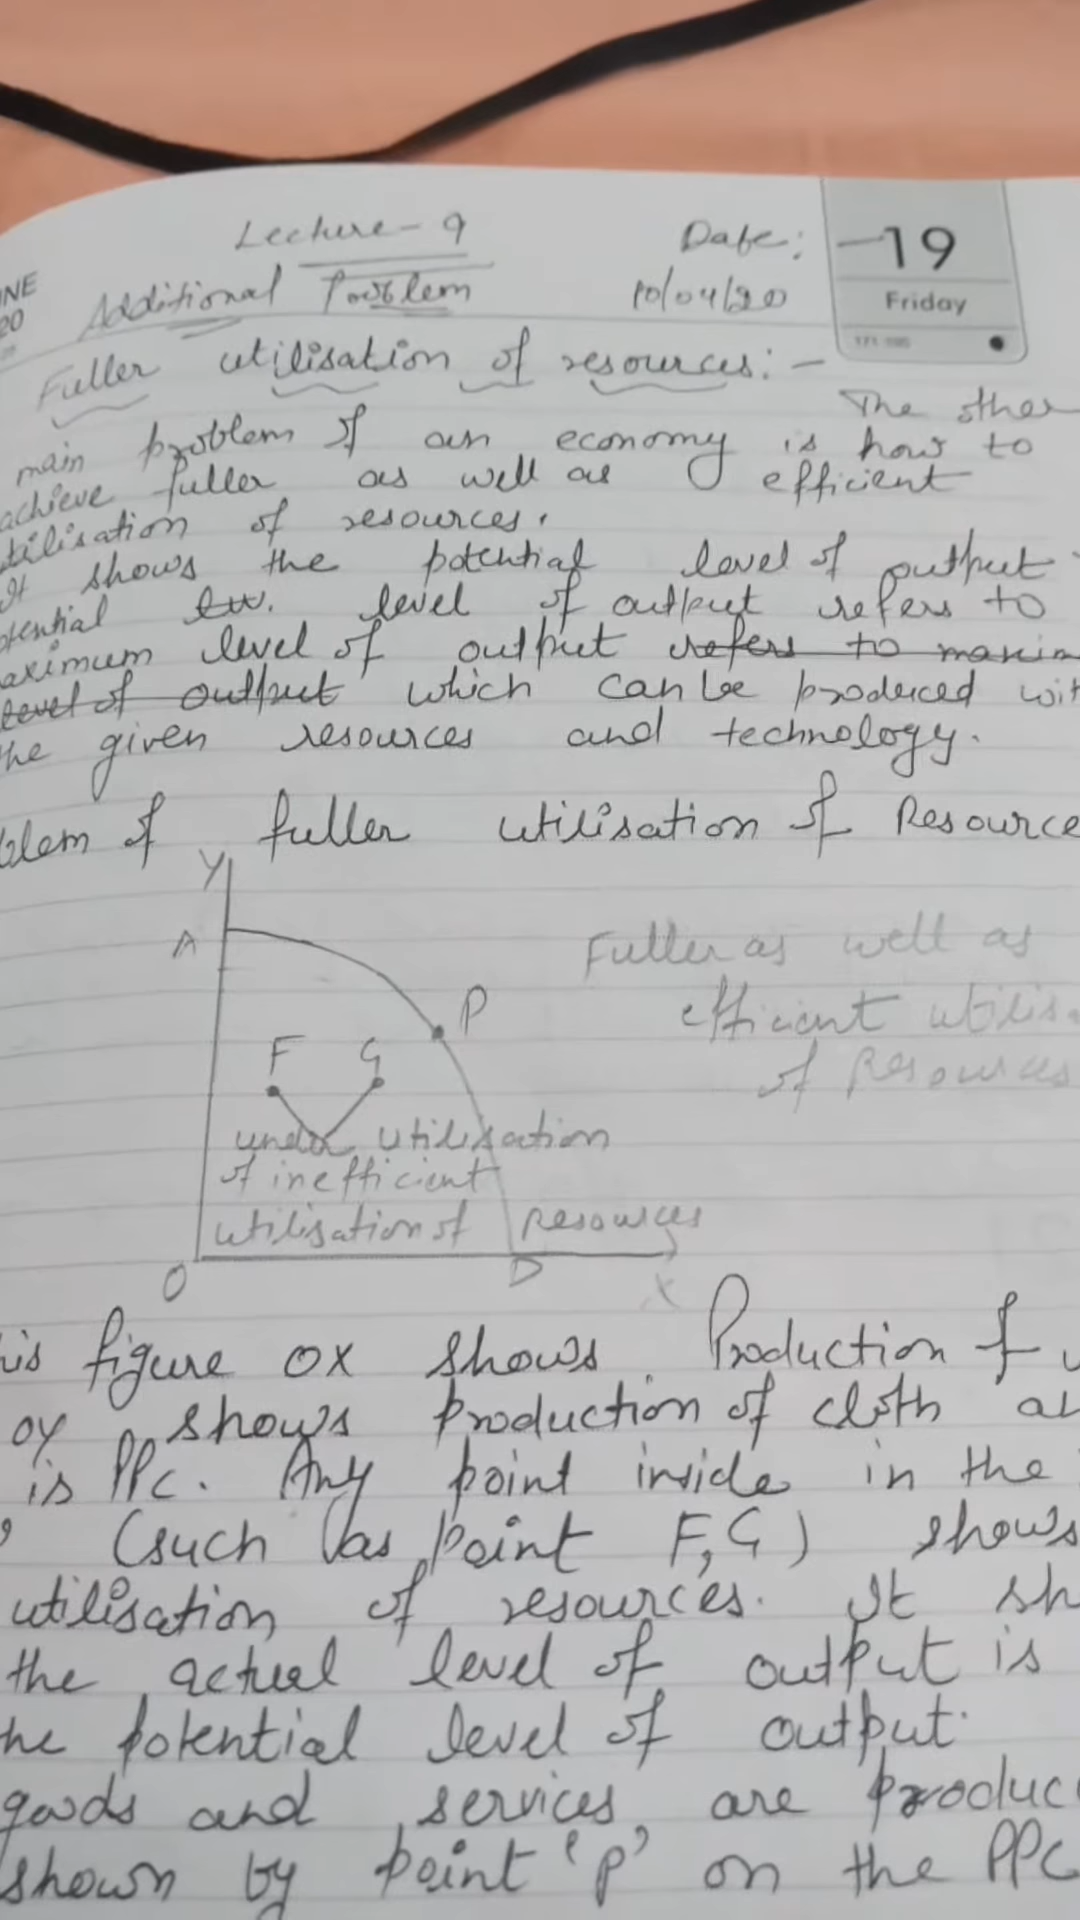 Lecture - 9
Date:
19
Friday
10/04/20
Additional Problem
Fuller utilisation of resources: -
The other
main problem of an economy is how to
achieve fuller as well as efficient
utilisation of resources.
It shows the potential level of output
level of output refers to
maximum level of output refers to maxim
level of output which can be produced wit
the given resources and technology.
blem of fuller utilisation of Resource
Y
A
P
F G
Fuller as well as
efficient utilisa
of Resources
under utilisation
of inefficient
utilisation of resources
O D X
his figure OX shows Production of
OY shows production of cloth
is PPC. Any point inside in the
(such as point F, G) shows
utilisation of resources. It sh
the actual level of output is
he potential level of output.
goods and services are produc
shown by point 'P' on the PPC